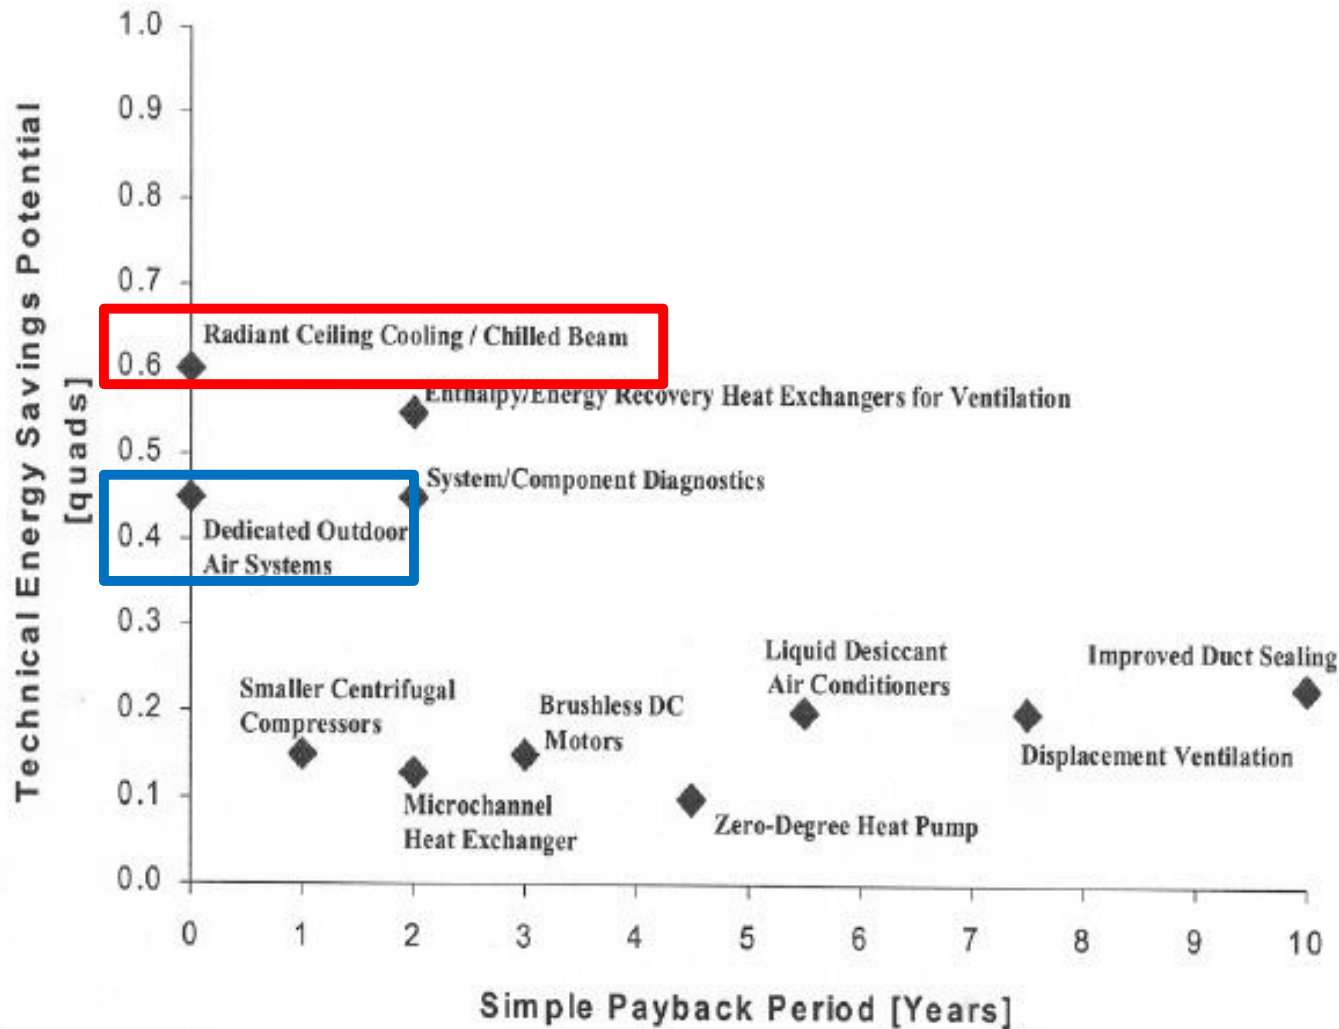 Technical Energy Savings Potential
[quads]
1.0
0.9
0.8
0.7
0.6
0.5
0.4
0.3
0.2
0.1
0.0
Radiant Ceiling Cooling / Chilled Beam
Enthalpy/Energy Recovery Heat Exchangers for Ventilation
System/Component Diagnostics
Dedicated Outdoor
Air Systems
Smaller Centrifugal
Compressors
Microchannel
Heat Exchanger
Brushless DC
Motors
Zero-Degree Heat Pump
Liquid Desiccant
Air Conditioners
Displacement Ventilation
Improved Duct Sealing
0 1 2 3 4 5 6 7 8 9 10
Simple Payback Period [Years]